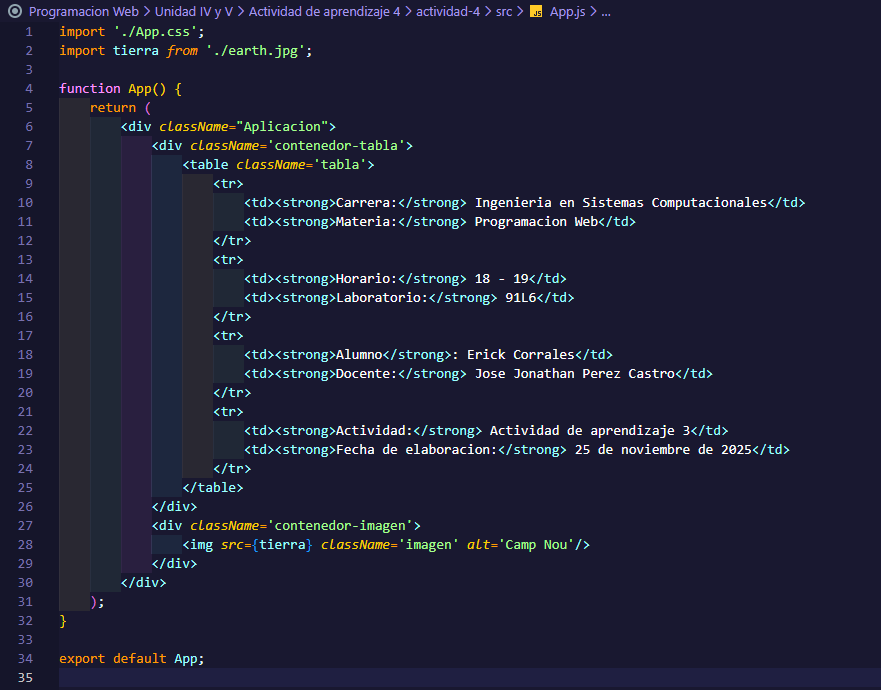 Programacion Web > Unidad IV y V > Actividad de aprendizaje 4 > actividad-4 > src > JS App.js > ...
1 import './App.css';
2 import tierra from './earth.jpg';
3
4 function App() {
5 return (
6 <div className="Aplicacion">
7 <div className='contenedor-tabla'>
8 <table className='tabla'>
9 <tr>
10 <td><strong>Carrera:</strong> Ingenieria en Sistemas Computacionales</td>
11 <td><strong>Materia:</strong> Programacion Web</td>
12 </tr>
13 <tr>
14 <td><strong>Horario:</strong> 18 - 19</td>
15 <td><strong>Laboratorio:</strong> 91L6</td>
16 </tr>
17 <tr>
18 <td><strong>Alumno</strong>: Erick Corrales</td>
19 <td><strong>Docente:</strong> Jose Jonathan Perez Castro</td>
20 </tr>
21 <tr>
22 <td><strong>Actividad:</strong> Actividad de aprendizaje 3</td>
23 <td><strong>Fecha de elaboracion:</strong> 25 de noviembre de 2025</td>
24 </tr>
25 </table>
26 </div>
27 <div className='contenedor-imagen'>
28 <img src={tierra} className='imagen' alt='Camp Nou'/>
29 </div>
30 </div>
31 );
32 }
33
34 export default App;
35